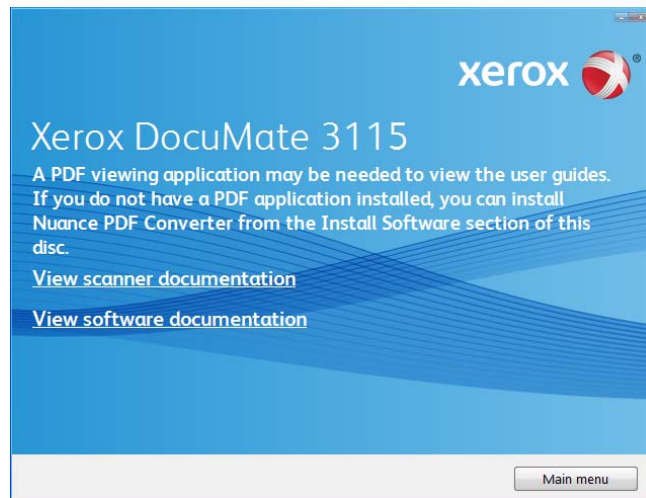 xerox ®
Xerox DocuMate 3115
A PDF viewing application may be needed to view the user guides.
If you do not have a PDF application installed, you can install
Nuance PDF Converter from the Install Software section of this
disc.
View scanner documentation
View software documentation
Main menu